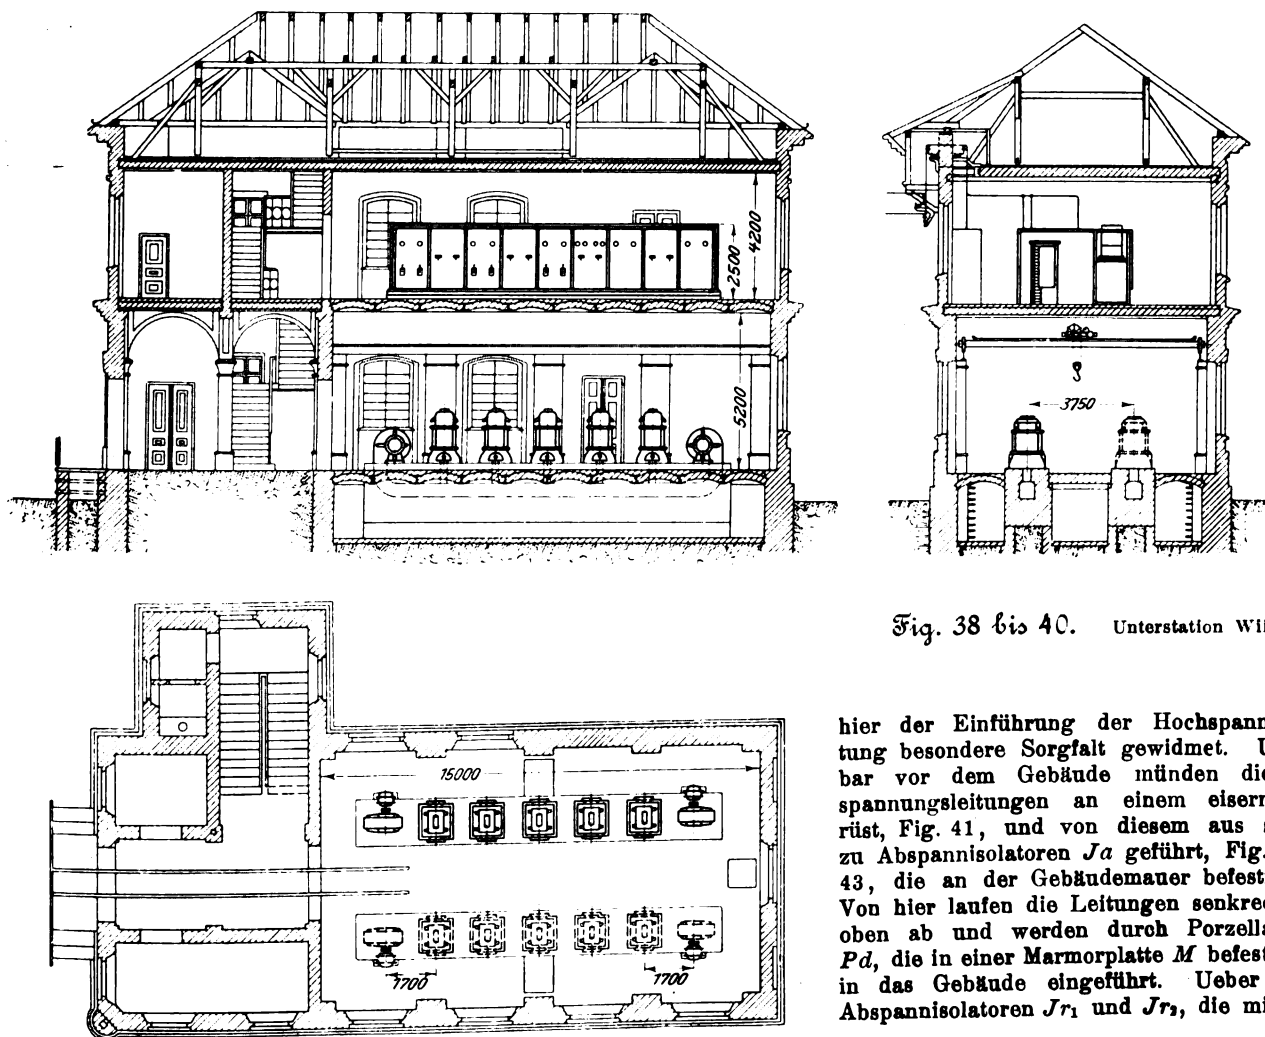 4200
2500
5200
3750
Fig. 38 bis 40. Unterstation
15000
1700
1700
hier der Einführung der Hochspann
tung besondere Sorgfalt gewidmet. U
bar vor dem Gebäude münden die
spannungsleitungen an einem eisern
rüst, Fig. 41, und von diesem aus
zu Abspannisolatoren Ja geführt, Fig.
43, die an der Gebäudemauer befest
Von hier laufen die Leitungen senkrec
oben ab und werden durch Porzella
Pd, die in einer Marmorplatte M befest
in das Gebäude eingeführt. Ueber
Abspannisolatoren Jr₁ und Jr₂, die mi